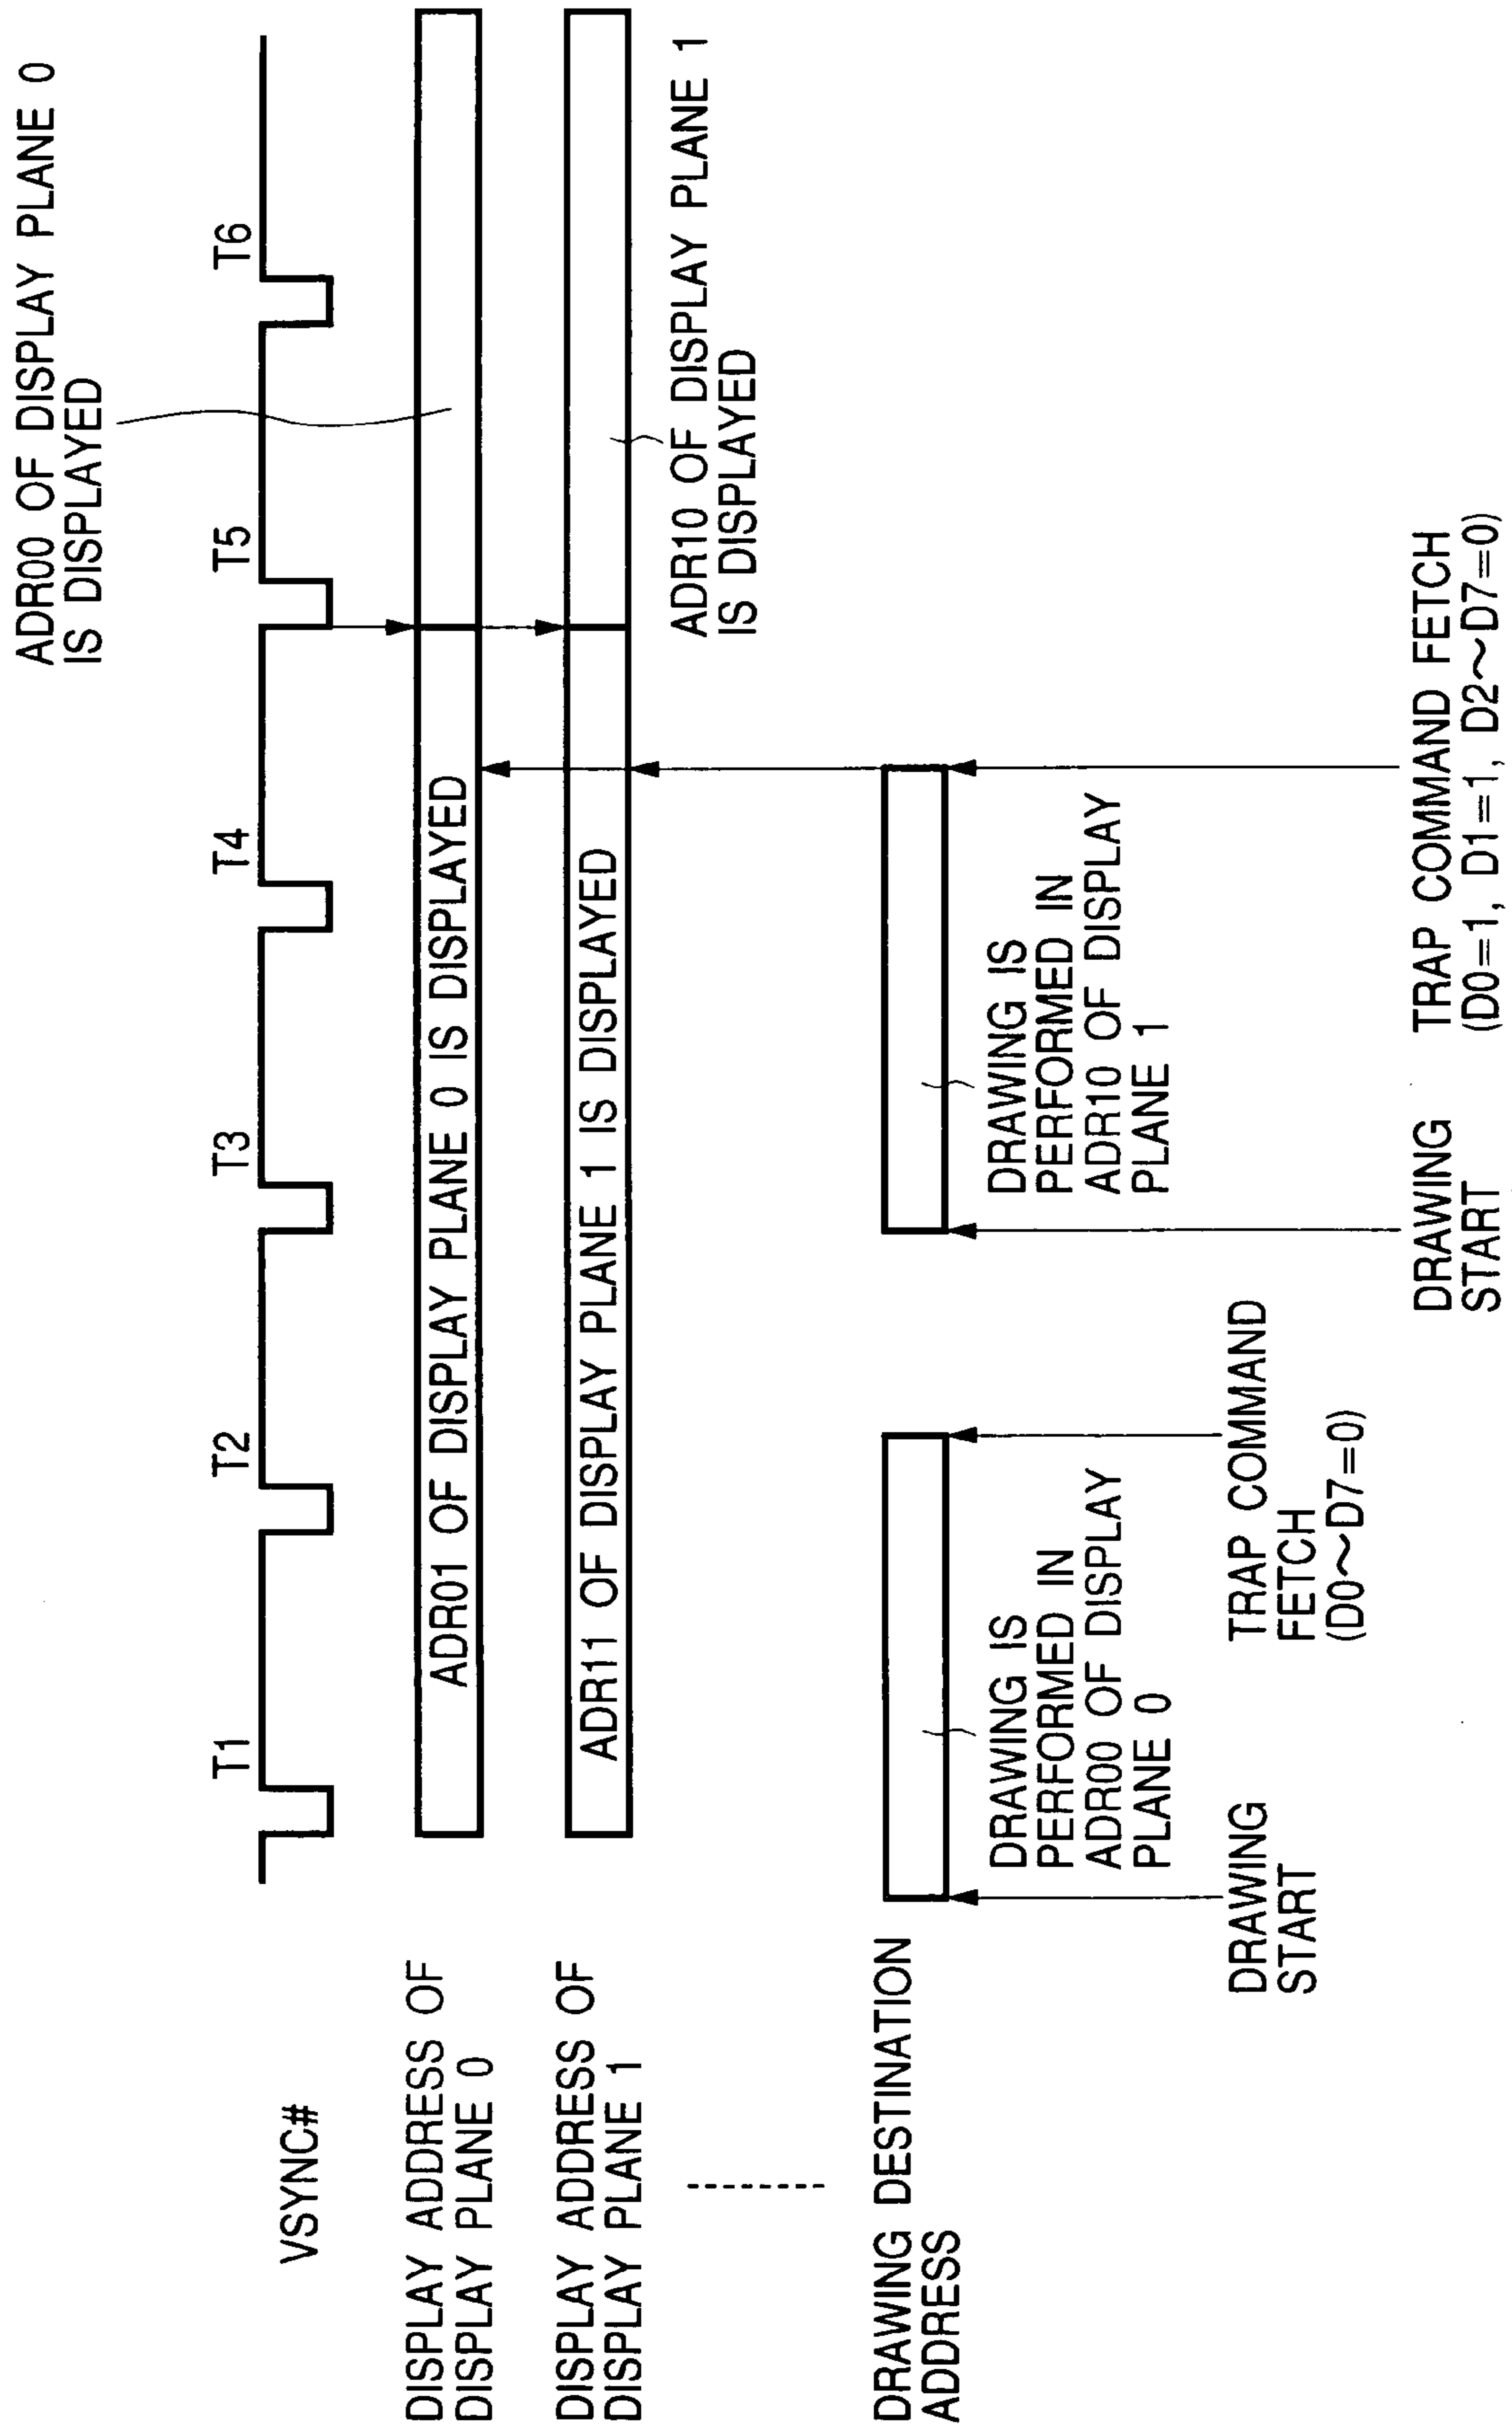 ADR00 OF DISPLAY PLANE 0
IS DISPLAYED
T1
T2
T3
T4
T5
T6
VSYNC#
DISPLAY ADDRESS OF
DISPLAY PLANE 0
ADR01 OF DISPLAY PLANE 0 IS DISPLAYED
DISPLAY ADDRESS OF
DISPLAY PLANE 1
ADR11 OF DISPLAY PLANE 1 IS DISPLAYED
ADR10 OF DISPLAY PLANE 1
IS DISPLAYED
DRAWING DESTINATION
ADDRESS
DRAWING IS
PERFORMED IN
ADR00 OF DISPLAY
PLANE 0
DRAWING IS
PERFORMED IN
ADR10 OF DISPLAY
PLANE 1
DRAWING
START
TRAP COMMAND
FETCH
(D0~D7=0)
DRAWING
START
TRAP COMMAND FETCH
(D0=1, D1=1, D2~D7=0)